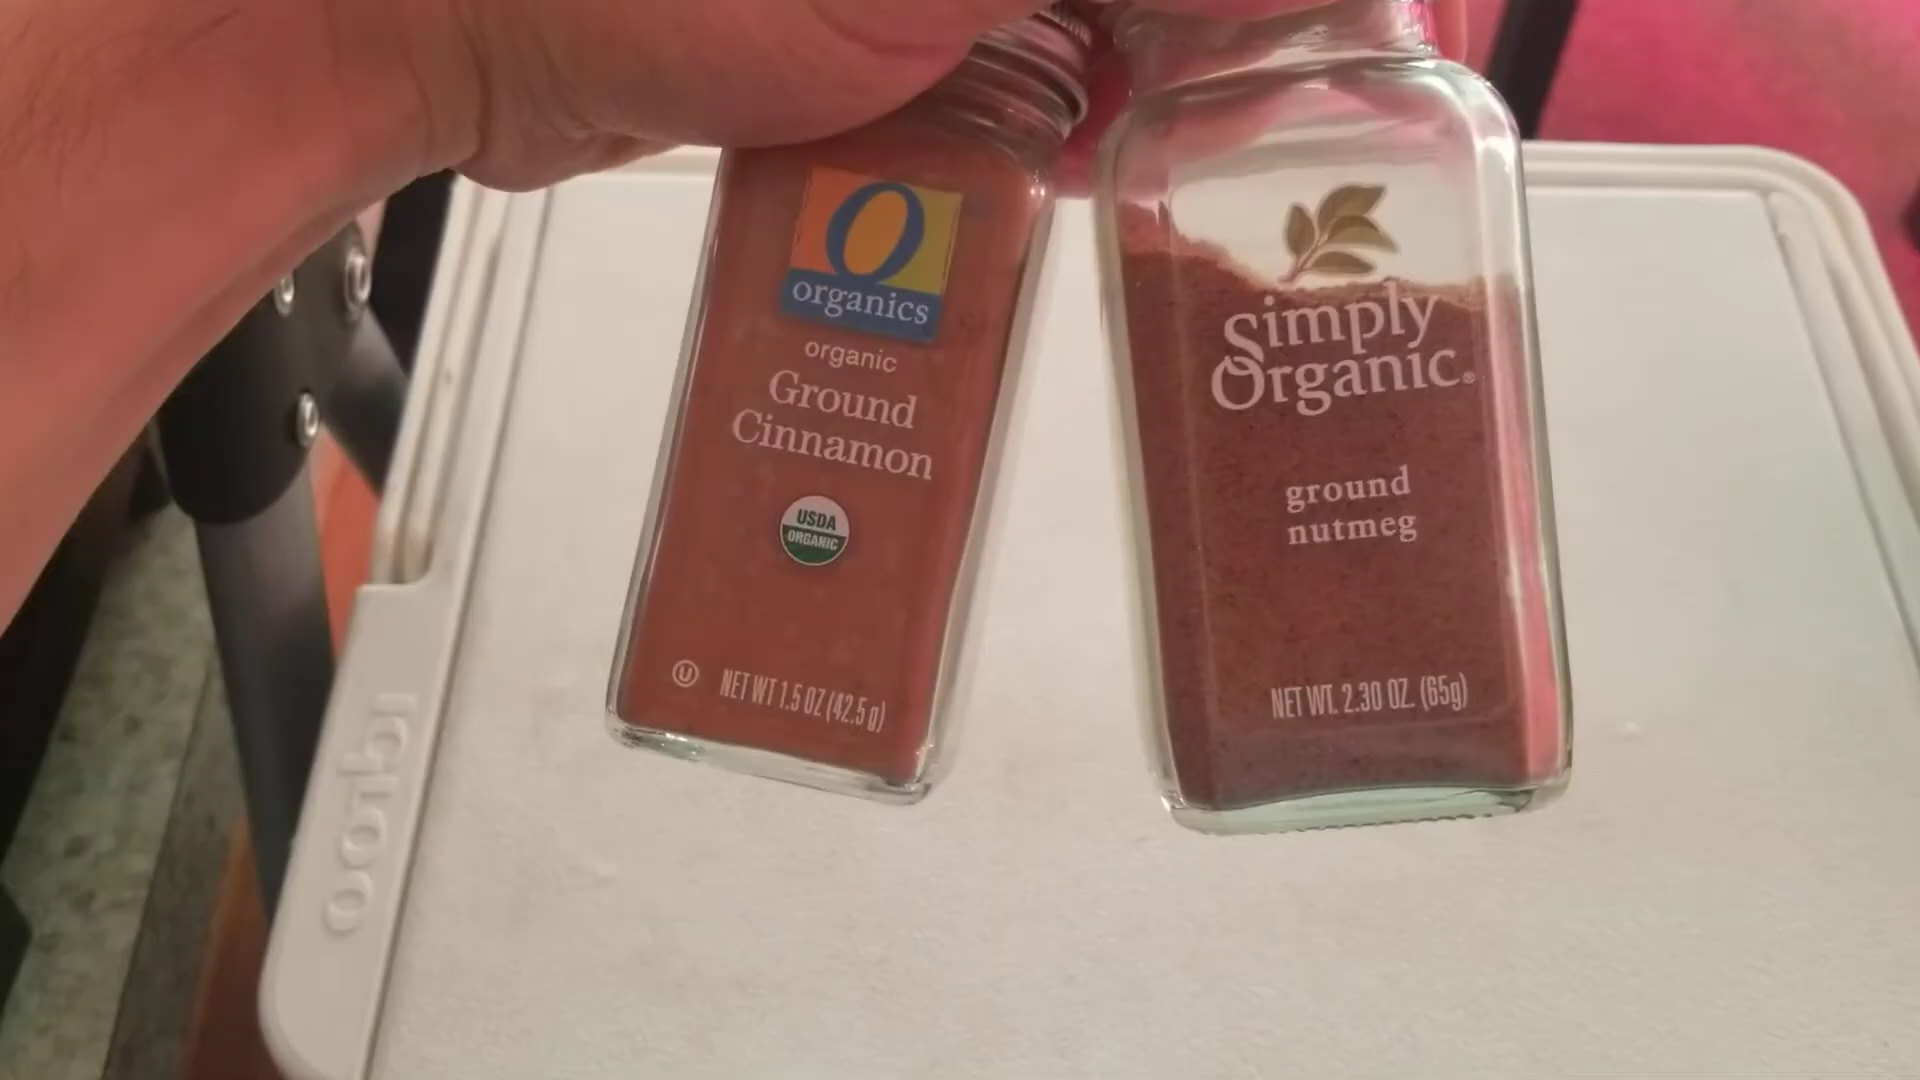 O
organics
organic
Ground
Cinnamon
USDA
ORGANIC
U
NET WT 1.5 OZ (42.5 g)
Simply
Organic®
ground
nutmeg
NET WT. 2.30 OZ. (65g)